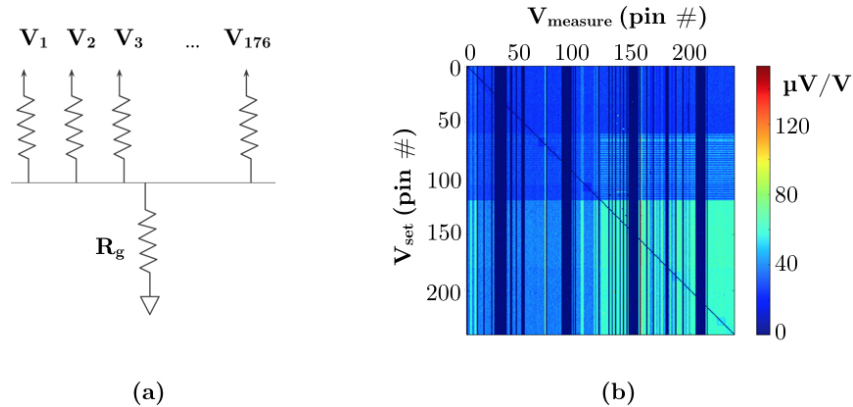 V1 V2 V3 ... V176
Rg
(a)
Vmeasure (pin #)
0 50 100 150 200
Vset (pin #)
0
50
100
150
200
µV/V
120
80
40
0
(b)